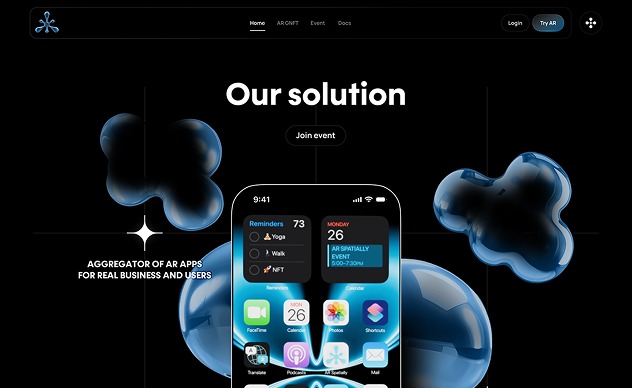 Home AR GNFT Event Docs Login Try AR
Our solution
Join event
9:41
Reminders 73
Yoga
Walk
NFT
Reminders
MONDAY
26
AR SPATIALLY
EVENT
5:00–7:30PM
Calendar
AGGREGATOR OF AR APPS
FOR REAL BUSINESS AND USERS
MON
26
FaceTime Calendar Photos Shortcuts
Translate Podcasts AR Spatially Mail